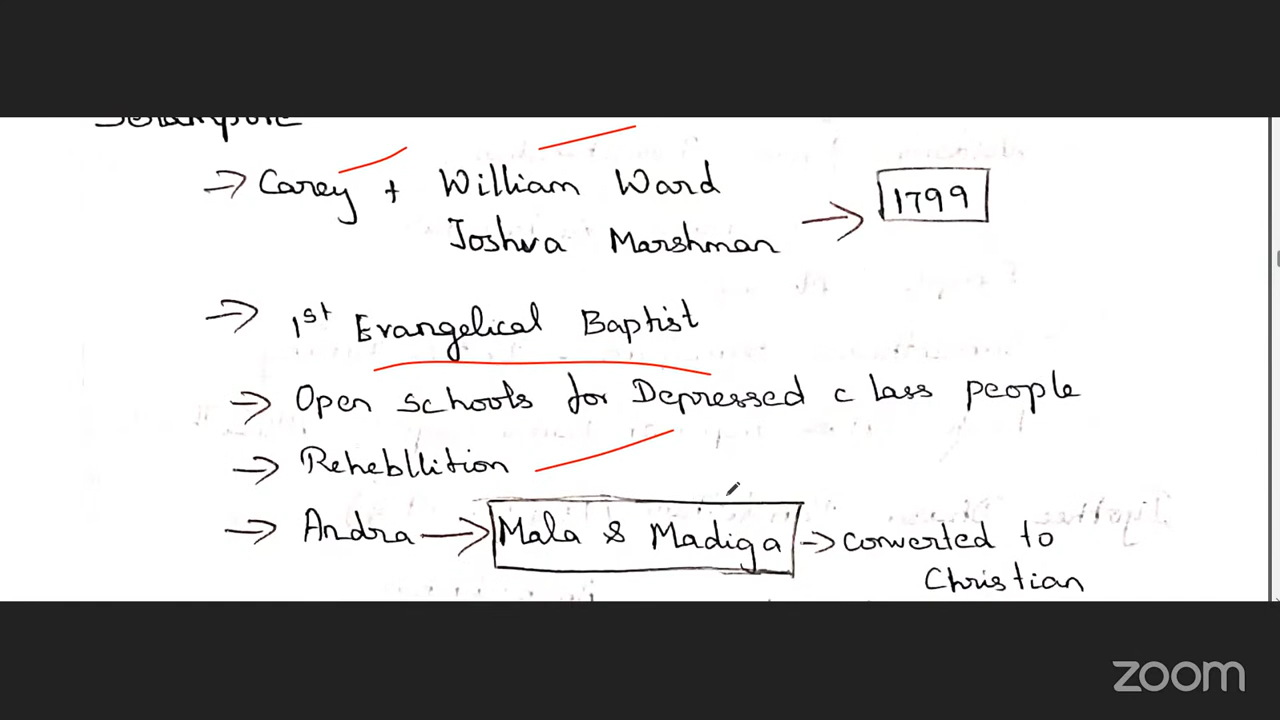 → Carey + William Ward
Joshua Marshman → 1799
→ 1st Evangelical Baptist
→ Open schools for Depressed class people
→ Rehebllition
→ Andra → Mala & Madiga → converted to
Christian
zoom